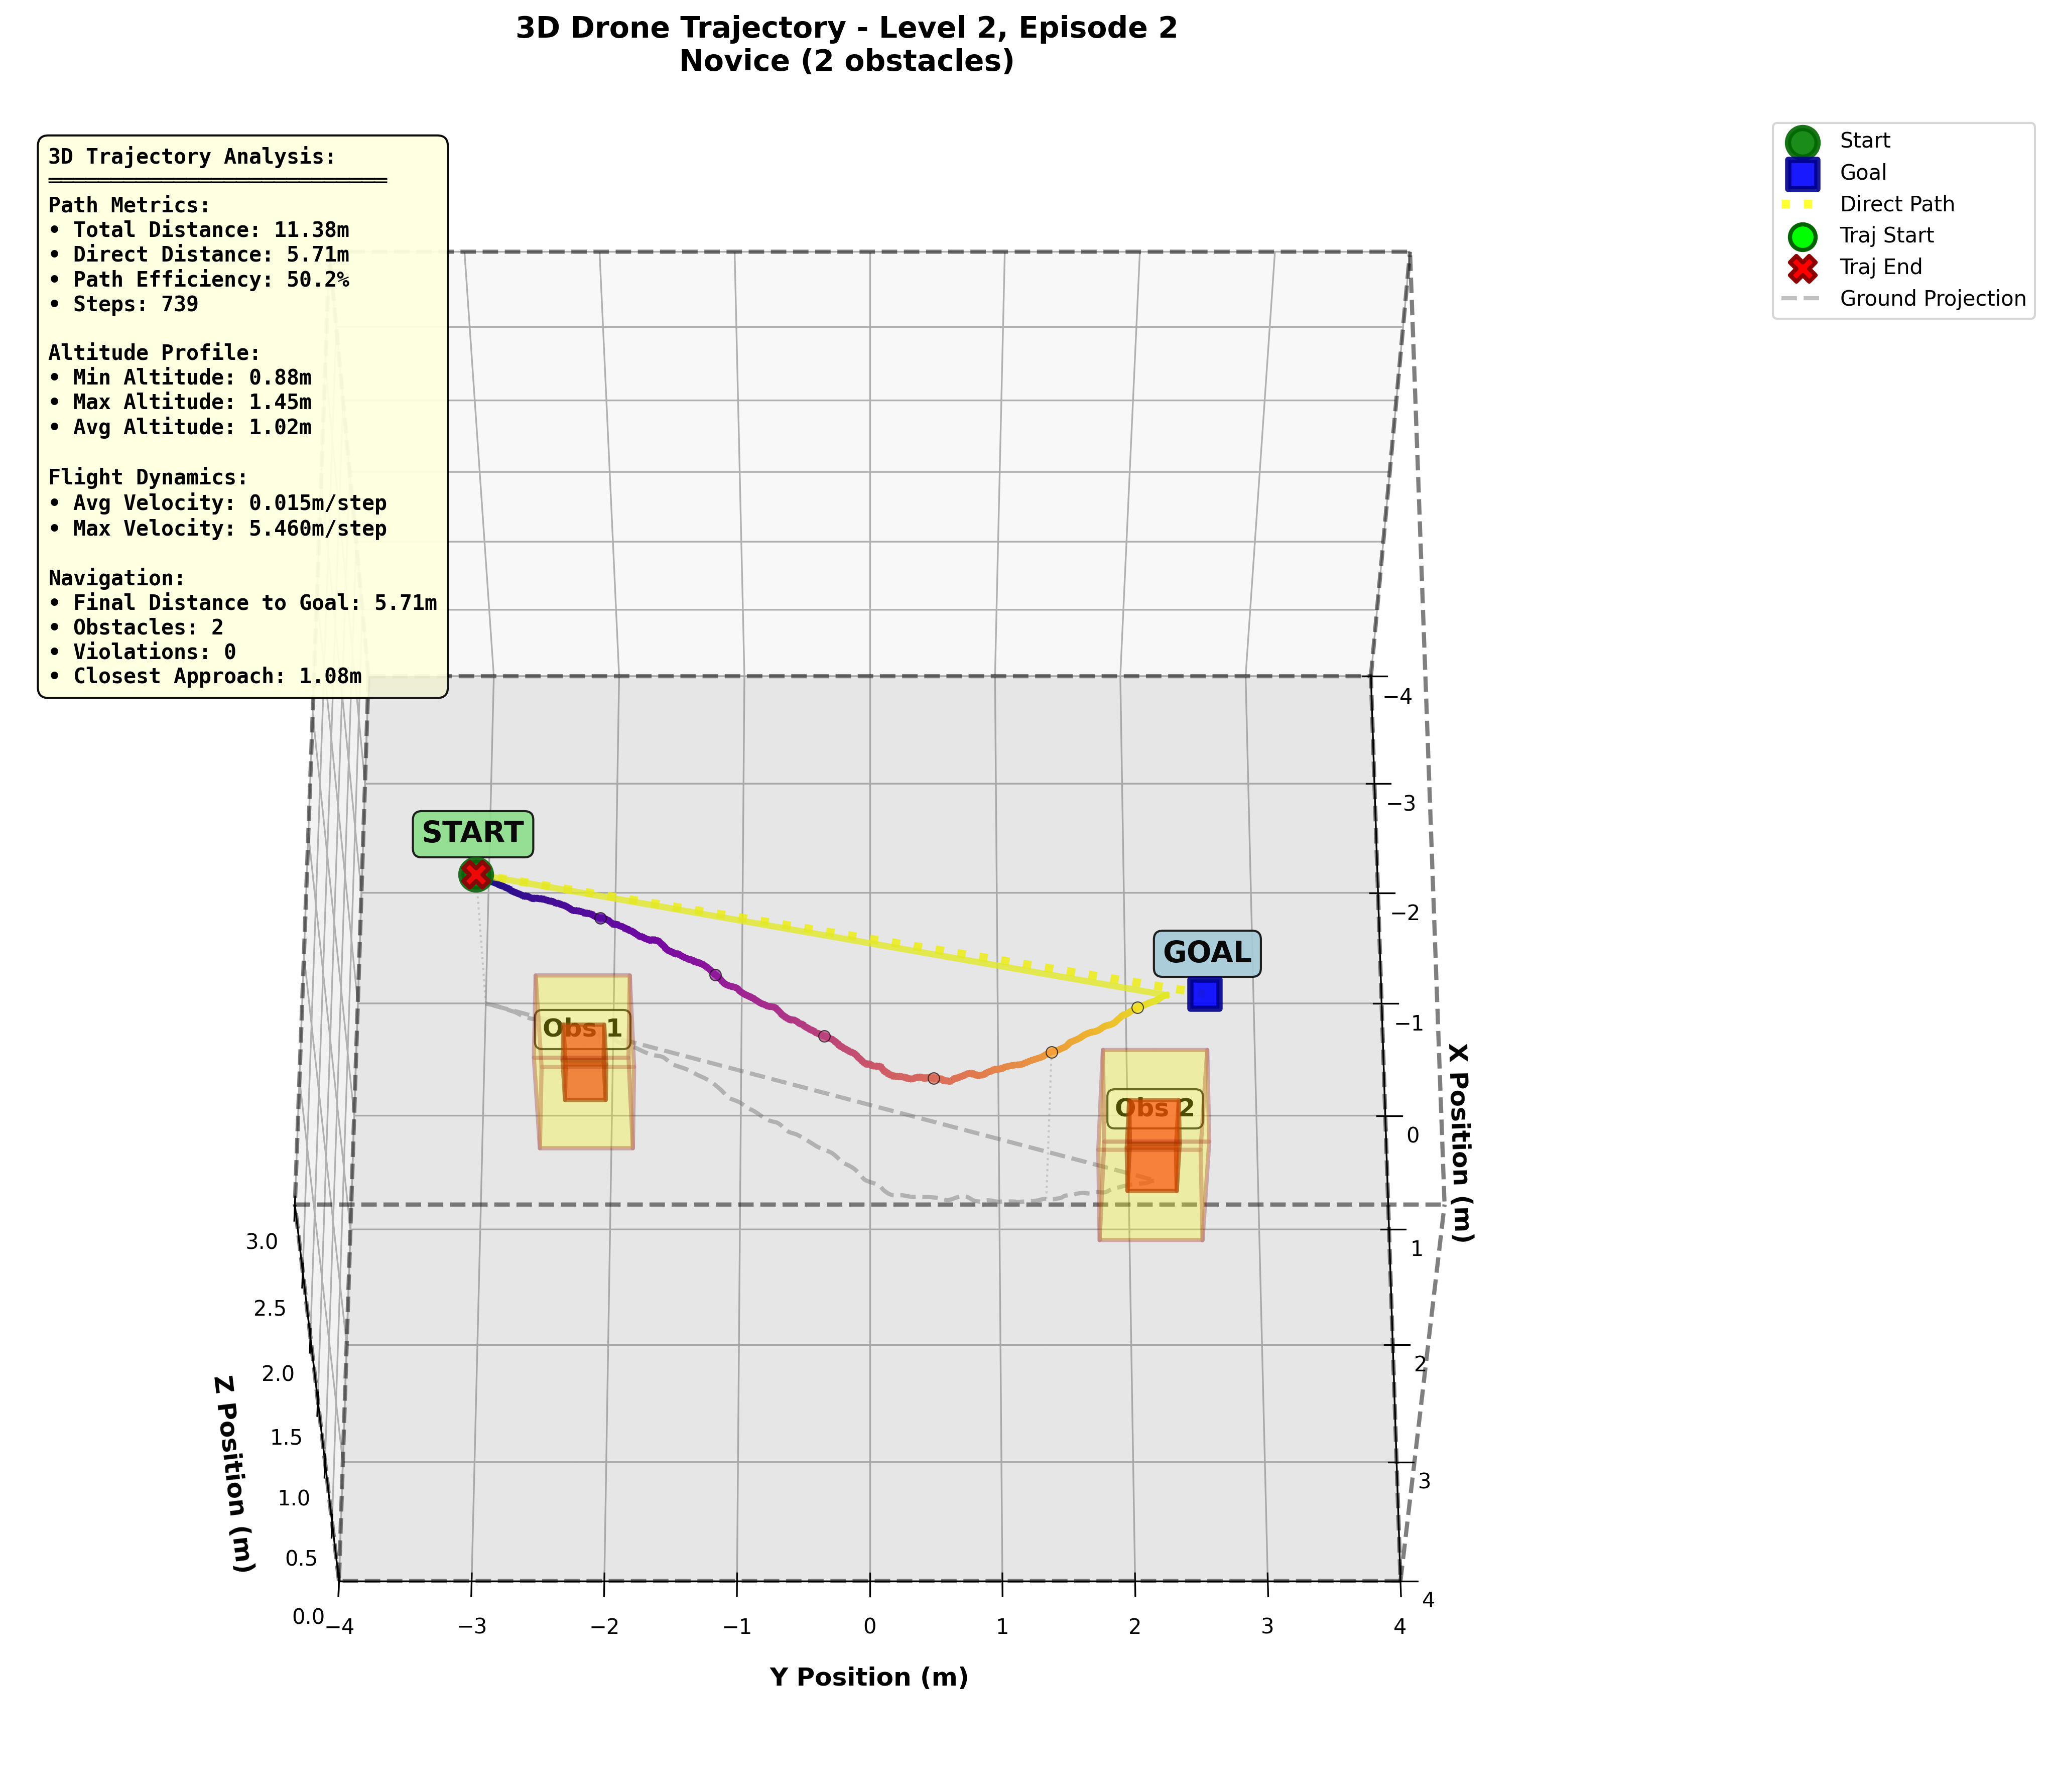 3D Drone Trajectory - Level 2, Episode 2
Novice (2 obstacles)
3D Trajectory Analysis:
Path Metrics:
• Total Distance: 11.38m
• Direct Distance: 5.71m
• Path Efficiency: 50.2%
• Steps: 739
Altitude Profile:
• Min Altitude: 0.88m
• Max Altitude: 1.45m
• Avg Altitude: 1.02m
Flight Dynamics:
• Avg Velocity: 0.015m/step
• Max Velocity: 5.460m/step
Navigation:
• Final Distance to Goal: 5.71m
• Obstacles: 2
• Violations: 0
• Closest Approach: 1.08m
Start
Goal
Direct Path
Traj Start
Traj End
Ground Projection
START
GOAL
Obs 1
Obs 2
−4
−3
−2
−1
0
1
2
3
4
X Position (m)
3.0
2.5
2.0
1.5
1.0
0.5
0.0
Z Position (m)
−4
−3
−2
−1
0
1
2
3
4
Y Position (m)